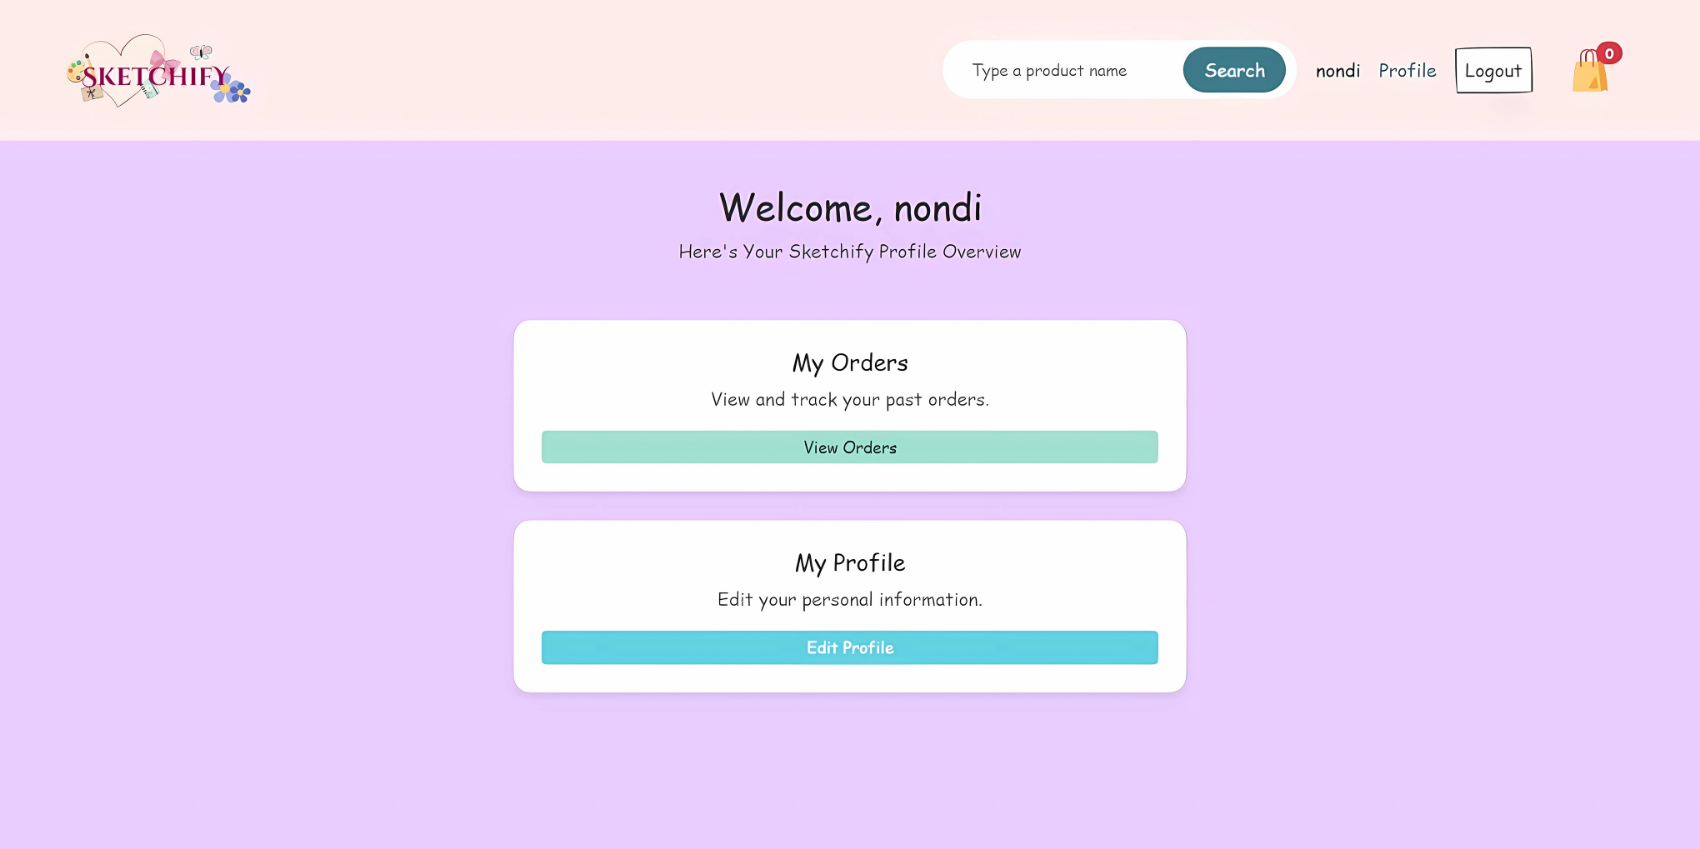 SKETCHIFY
Type a product name
Search
nondi
Profile
Logout
0
Welcome, nondi
Here's Your Sketchify Profile Overview
My Orders
View and track your past orders.
View Orders
My Profile
Edit your personal information.
Edit Profile